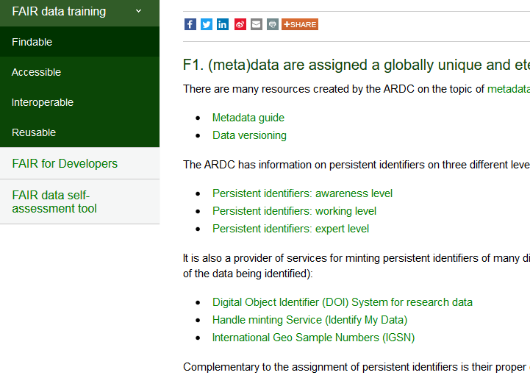 FAIR data training
Findable
Accessible
Interoperable
Reusable
FAIR for Developers
FAIR data self-
assessment tool
SHARE
F1. (meta)data are assigned a globally unique and ete
There are many resources created by the ARDC on the topic of metadata
Metadata guide
Data versioning
The ARDC has information on persistent identifiers on three different leve
Persistent identifiers: awareness level
Persistent identifiers: working level
Persistent identifiers: expert level
It is also a provider of services for minting persistent identifiers of many di
of the data being identified):
Digital Object Identifier (DOI) System for research data
Handle minting Service (Identify My Data)
International Geo Sample Numbers (IGSN)
Complementary to the assignment of persistent identifiers is their proper